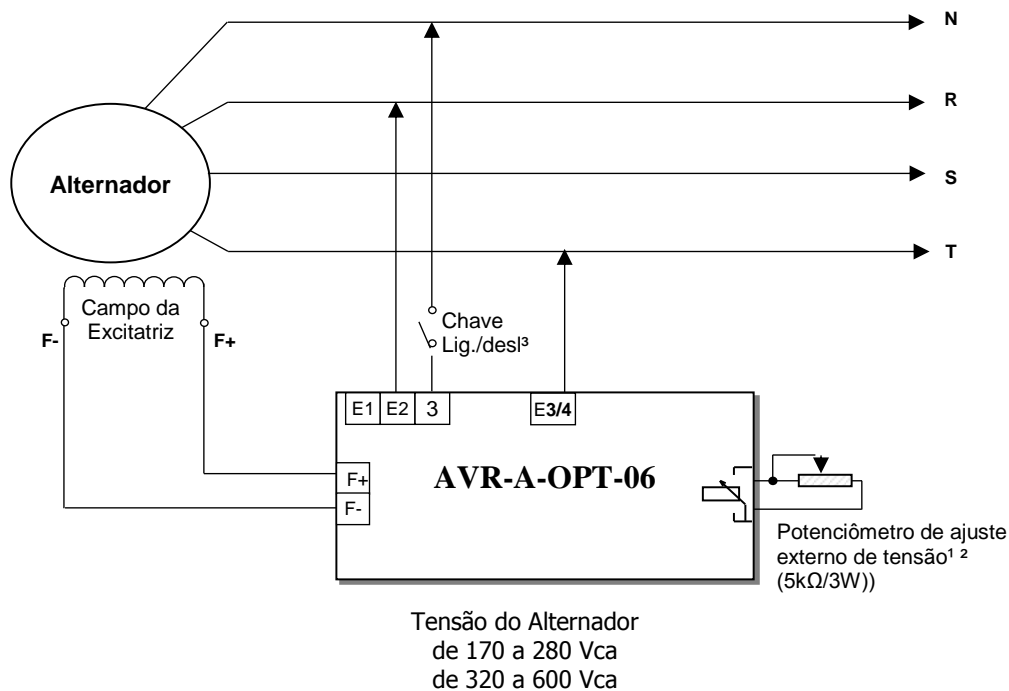 N
R
Alternador
S
T
Campo da
Excitatriz
F-
F+
Chave
Lig./desl³
E1 E2 3 E3/4
AVR-A-OPT-06
F+
F-
Potenciômetro de ajuste
externo de tensão¹ ²
(5kΩ/3W))
Tensão do Alternador
de 170 a 280 Vca
de 320 a 600 Vca